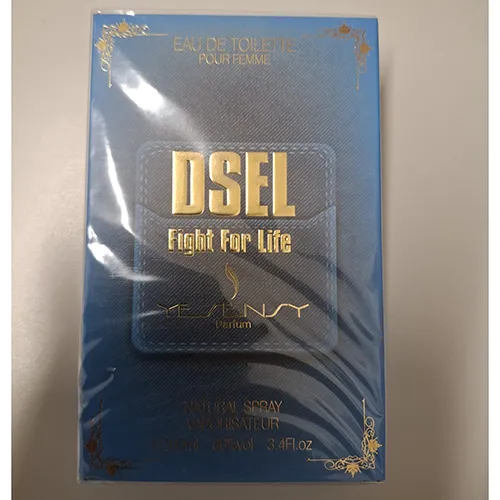 EAU DE TOILETTE
POUR FEMME
DSEL
Fight For Life
YESENSY
Parfum
NATURAL SPRAY
VAPORISATEUR
3.4Fl.oz